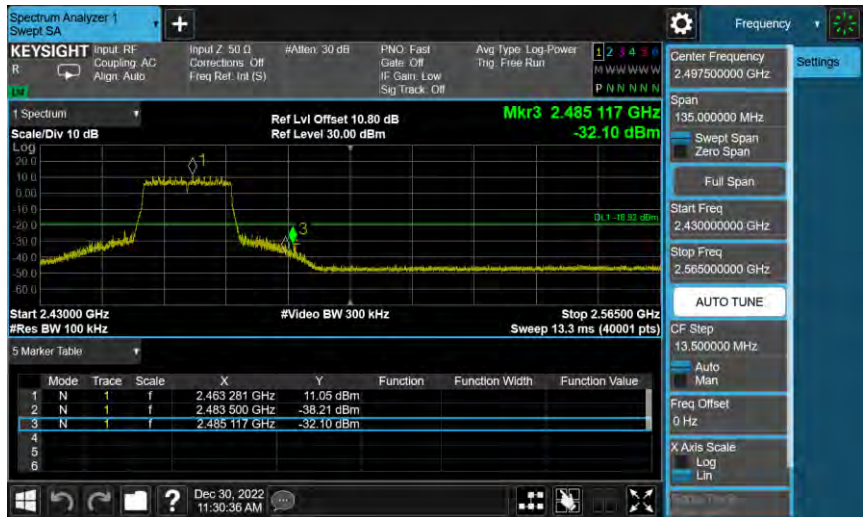 Spectrum Analyzer 1
Swept SA
+
Frequency
KEYSIGHT
R
Input: RF
Coupling: AC
Align: Auto
Input Z: 50 Ω
Corrections: Off
Freq Ref: Int (S)
#Atten: 30 dB
PNO: Fast
Gate: Off
IF Gain: Low
Sig Track: Off
Avg Type: Log-Power
Trig: Free Run
1 2 3 4 5 6
M W W W W W
P N N N N N
1 Spectrum
Scale/Div 10 dB
Ref Lvl Offset 10.80 dB
Ref Level 30.00 dBm
Mkr3 2.485 117 GHz
-32.10 dBm
Log
20.0
10.0
0.00
-10.0
-20.0
-30.0
-40.0
-50.0
-60.0
1
3
DL1 -18.92 dBm
Start 2.43000 GHz
#Res BW 100 kHz
#Video BW 300 kHz
Stop 2.56500 GHz
Sweep 13.3 ms (40001 pts)
5 Marker Table
Mode Trace Scale X Y Function Function Width Function Value
1 N 1 f 2.463 281 GHz 11.05 dBm
2 N 1 f 2.483 500 GHz -38.21 dBm
3 N 1 f 2.485 117 GHz -32.10 dBm
4
5
6
Dec 30, 2022
11:30:36 AM
?
Center Frequency
2.497500000 GHz
Settings
Span
135.000000 MHz
Swept Span
Zero Span
Full Span
Start Freq
2.430000000 GHz
Stop Freq
2.565000000 GHz
AUTO TUNE
CF Step
13.500000 MHz
Auto
Man
Freq Offset
0 Hz
X Axis Scale
Log
Lin